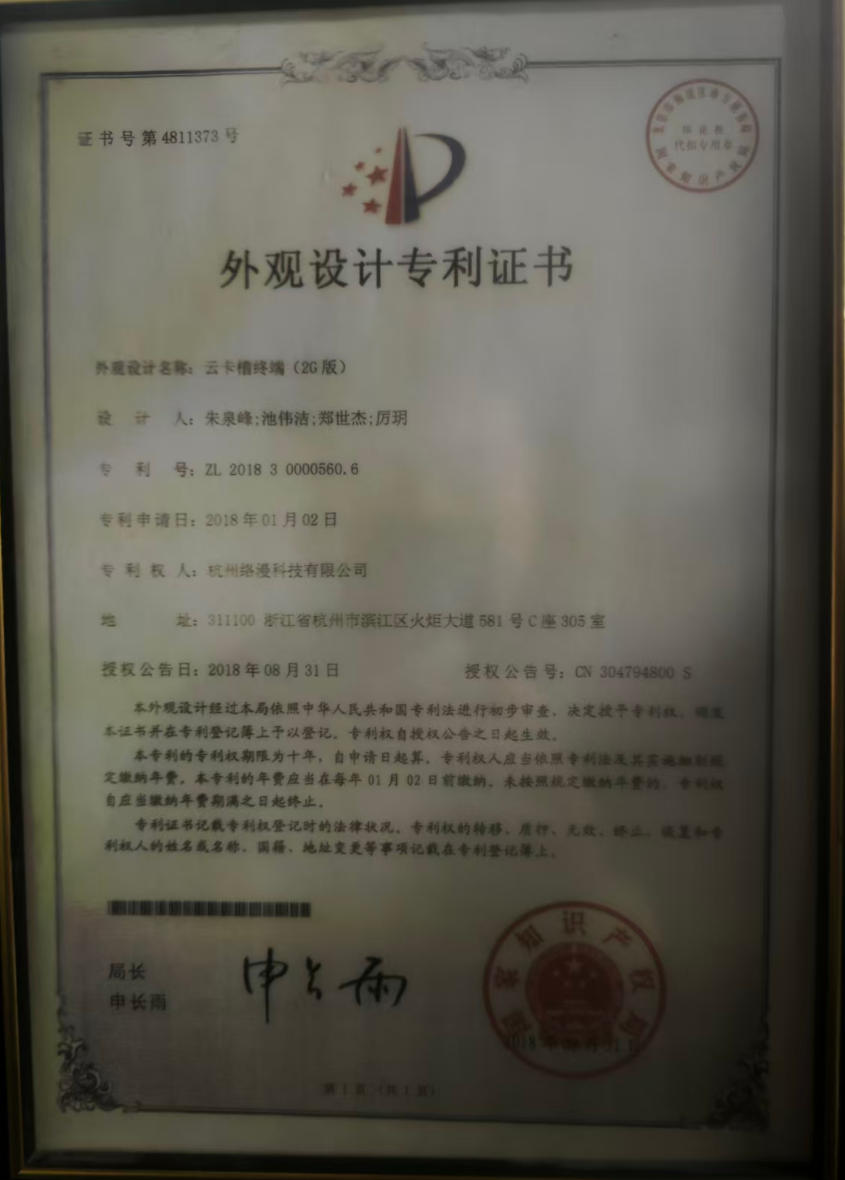 证书号第4811373号
外观设计专利证书
外观设计名称：云卡槽终端（2G版）
设 计 人：朱泉峰;池伟洁;郑世杰;厉玥
专 利 号：ZL 2018 3 0000560.6
专利申请日：2018年01月02日
专 利 权 人：杭州络漫科技有限公司
地 址：311100 浙江省杭州市滨江区火炬大道581号C座305室
授权公告日：2018年08月31日 授权公告号：CN 304794800 S
本外观设计经过本局依照中华人民共和国专利法进行初步审查，决定授予专利权，颁发
本证书并在专利登记簿上予以登记。专利权自授权公告之日起生效。
本专利的专利权期限为十年，自申请日起算。专利权人应当依照专利法及其实施细则规
定缴纳年费。本专利的年费应当在每年01月02日前缴纳。未按照规定缴纳年费的，专利权
自应当缴纳年费期满之日起终止。
专利证书记载专利权登记时的法律状况。专利权的转移、质押、无效、终止、恢复和专
利权人的姓名或名称、国籍、地址变更等事项记载在专利登记簿上。
局长
申长雨
申长雨
国家知识产权局
2018年08月31日
第1页（共1页）